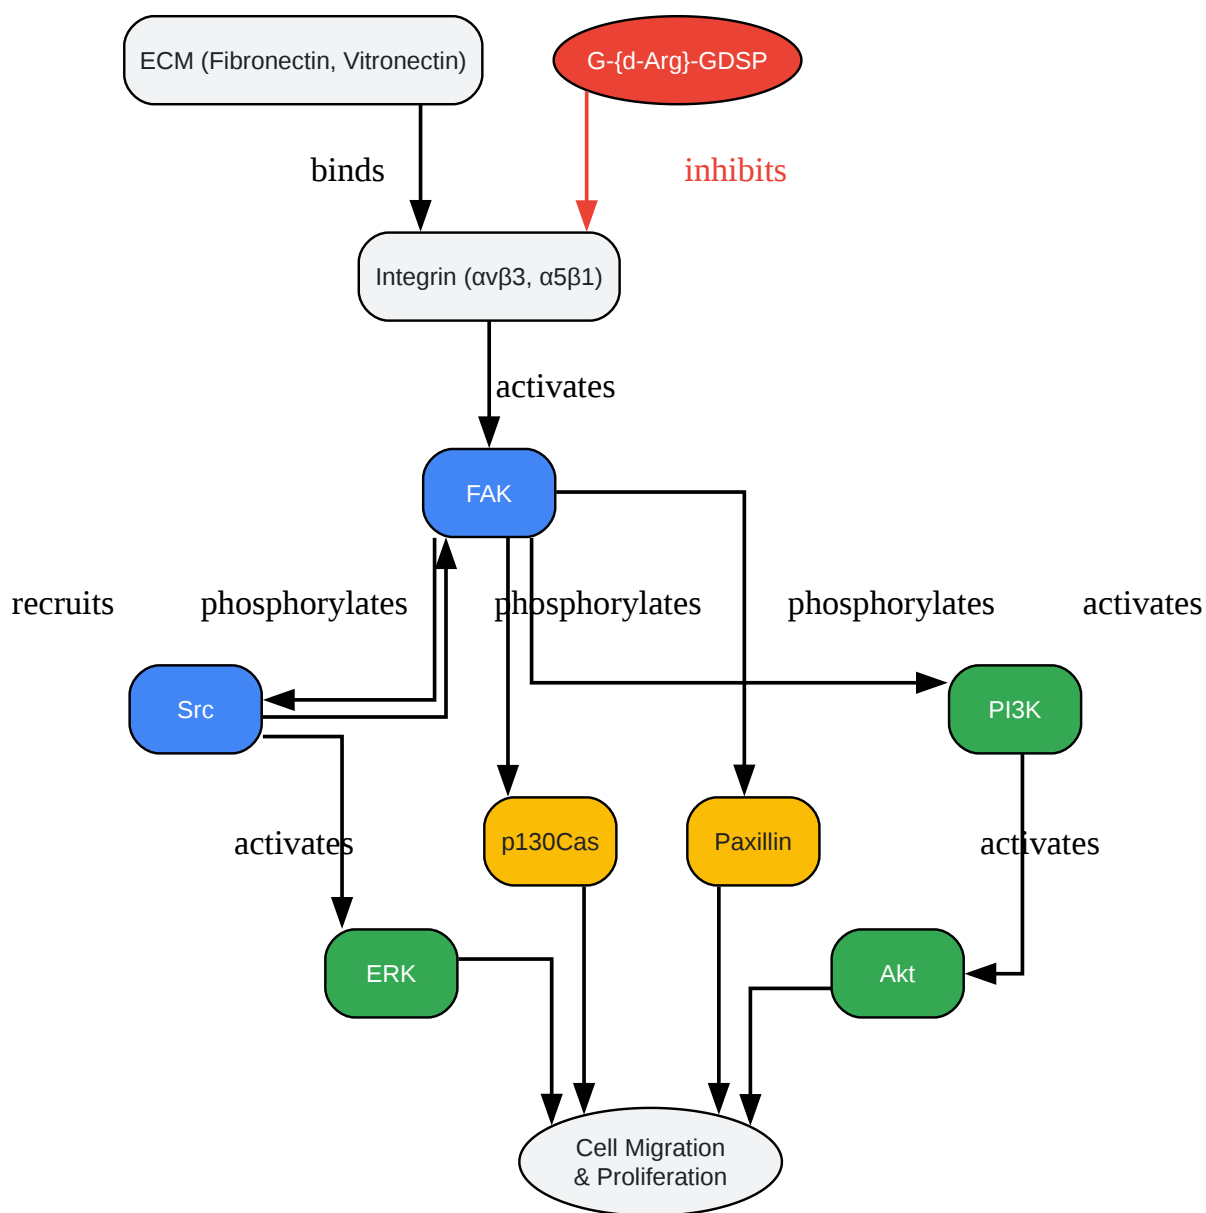 ECM (Fibronectin, Vitronectin)
G-{d-Arg}-GDSP
binds
inhibits
Integrin (αvβ3, α5β1)
activates
FAK
recruits
phosphorylates
phosphorylates
phosphorylates
activates
Src
PI3K
activates
p130Cas
Paxillin
activates
ERK
Akt
Cell Migration
& Proliferation